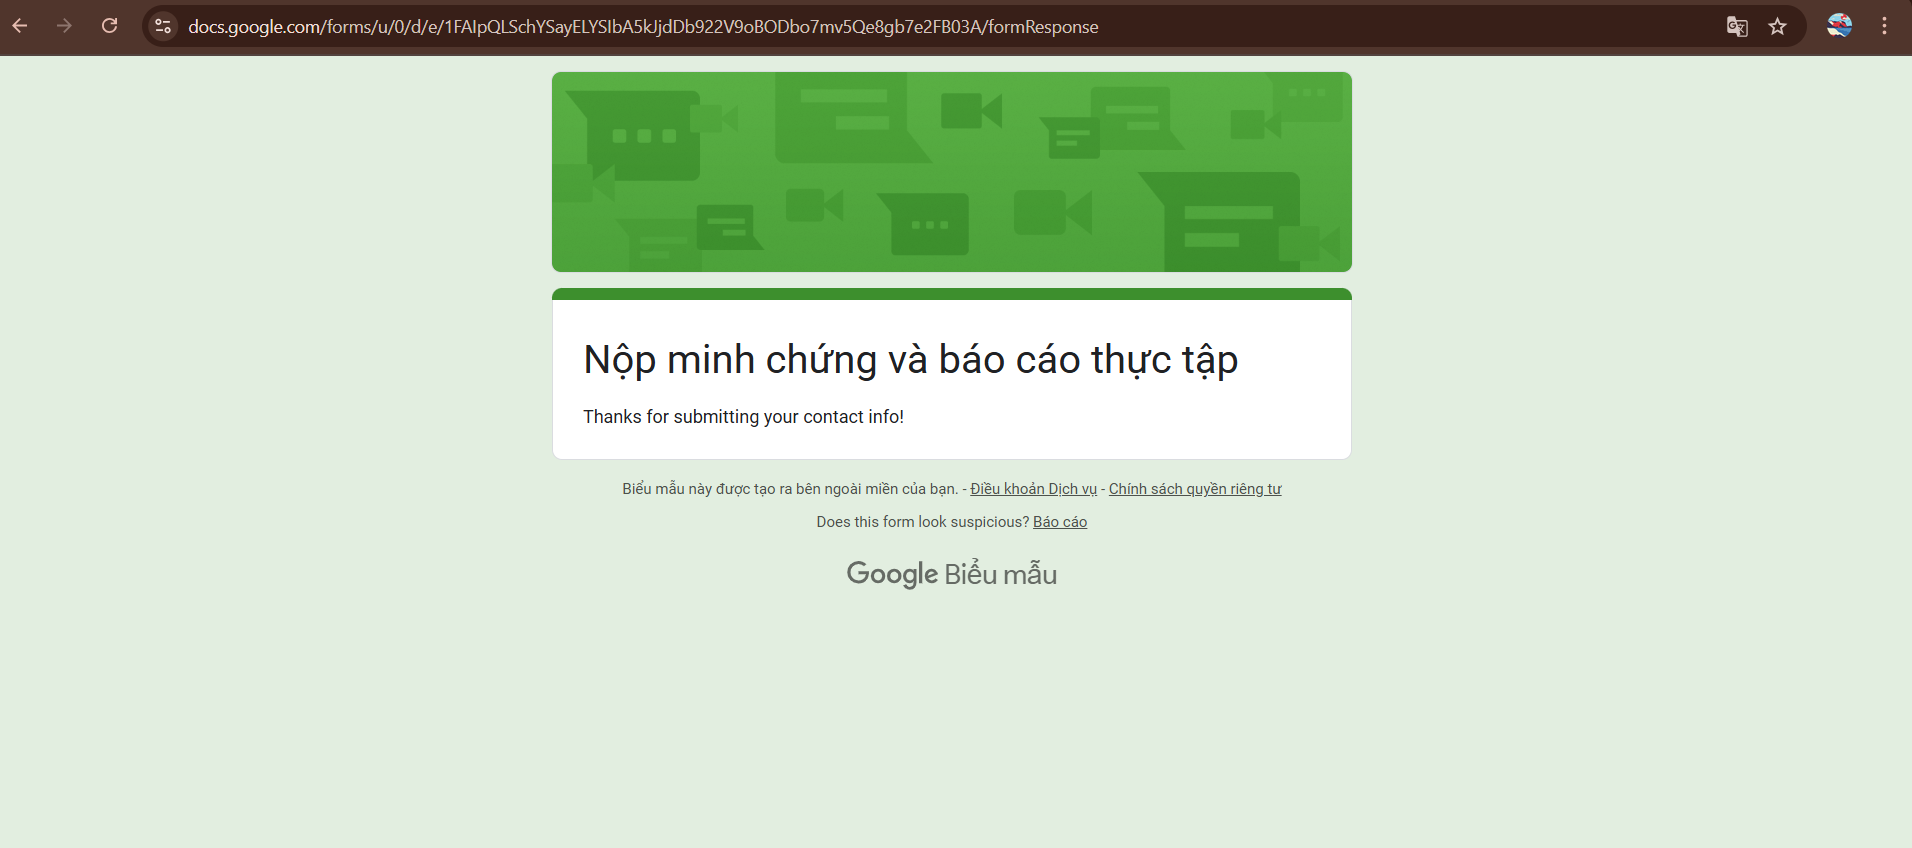 docs.google.com/forms/u/0/d/e/1FAIpQLSchYSayELYSIbA5kJjdDb922V9oBODbo7mv5Qe8gb7e2FB03A/formResponse
Nộp minh chứng và báo cáo thực tập
Thanks for submitting your contact info!
Biểu mẫu này được tạo ra bên ngoài miền của bạn. - Điều khoản Dịch vụ - Chính sách quyền riêng tư
Does this form look suspicious? Báo cáo
Google Biểu mẫu